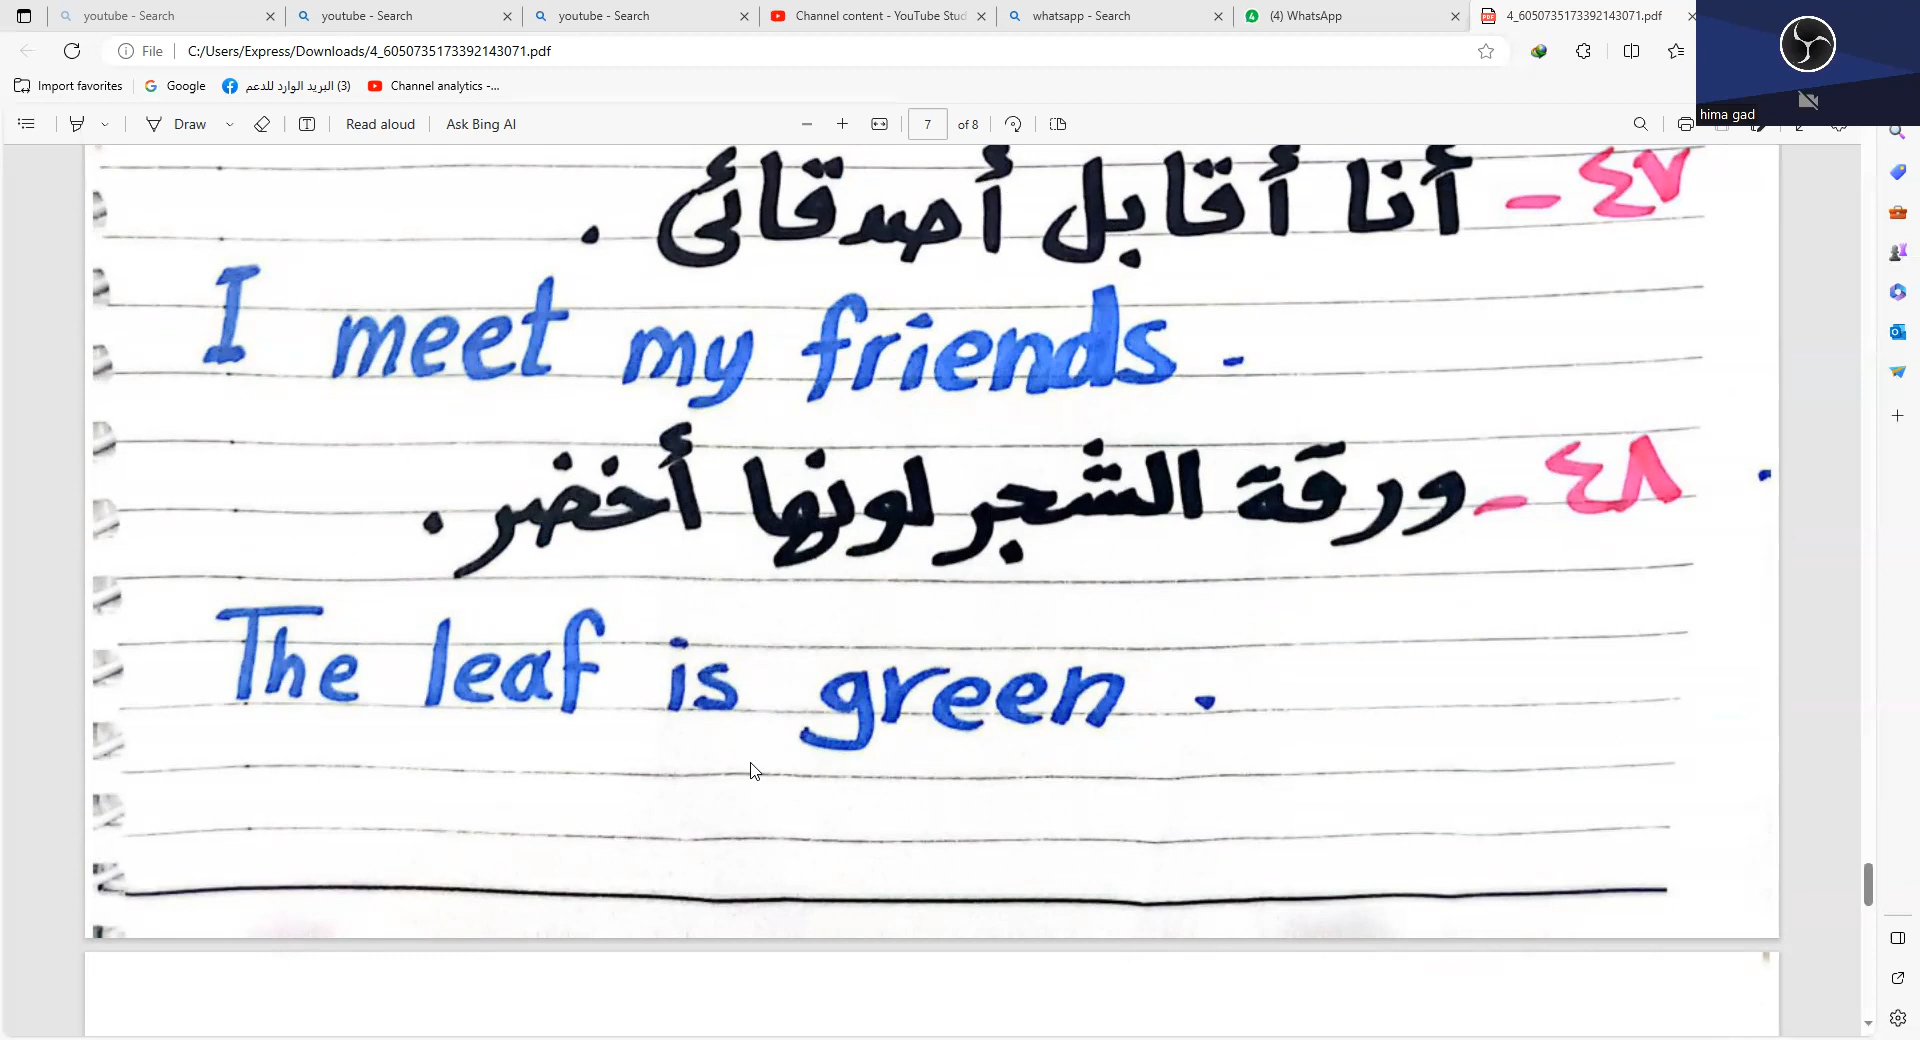 youtube - Search
youtube - Search
youtube - Search
Channel content - YouTube Stud
whatsapp - Search
(4) WhatsApp
4_6050735173392143071.pdf
File
C:/Users/Express/Downloads/4_6050735173392143071.pdf
Import favorites
Google
(3) البريد الوارد للدعم
Channel analytics -...
hima gad
Draw
Read aloud
Ask Bing AI
7 of 8
٤٧- أنا أقابل أصدقائى .
I meet my friends.
٤٨- ورقة الشجر لونها أخضر .
The leaf is green.